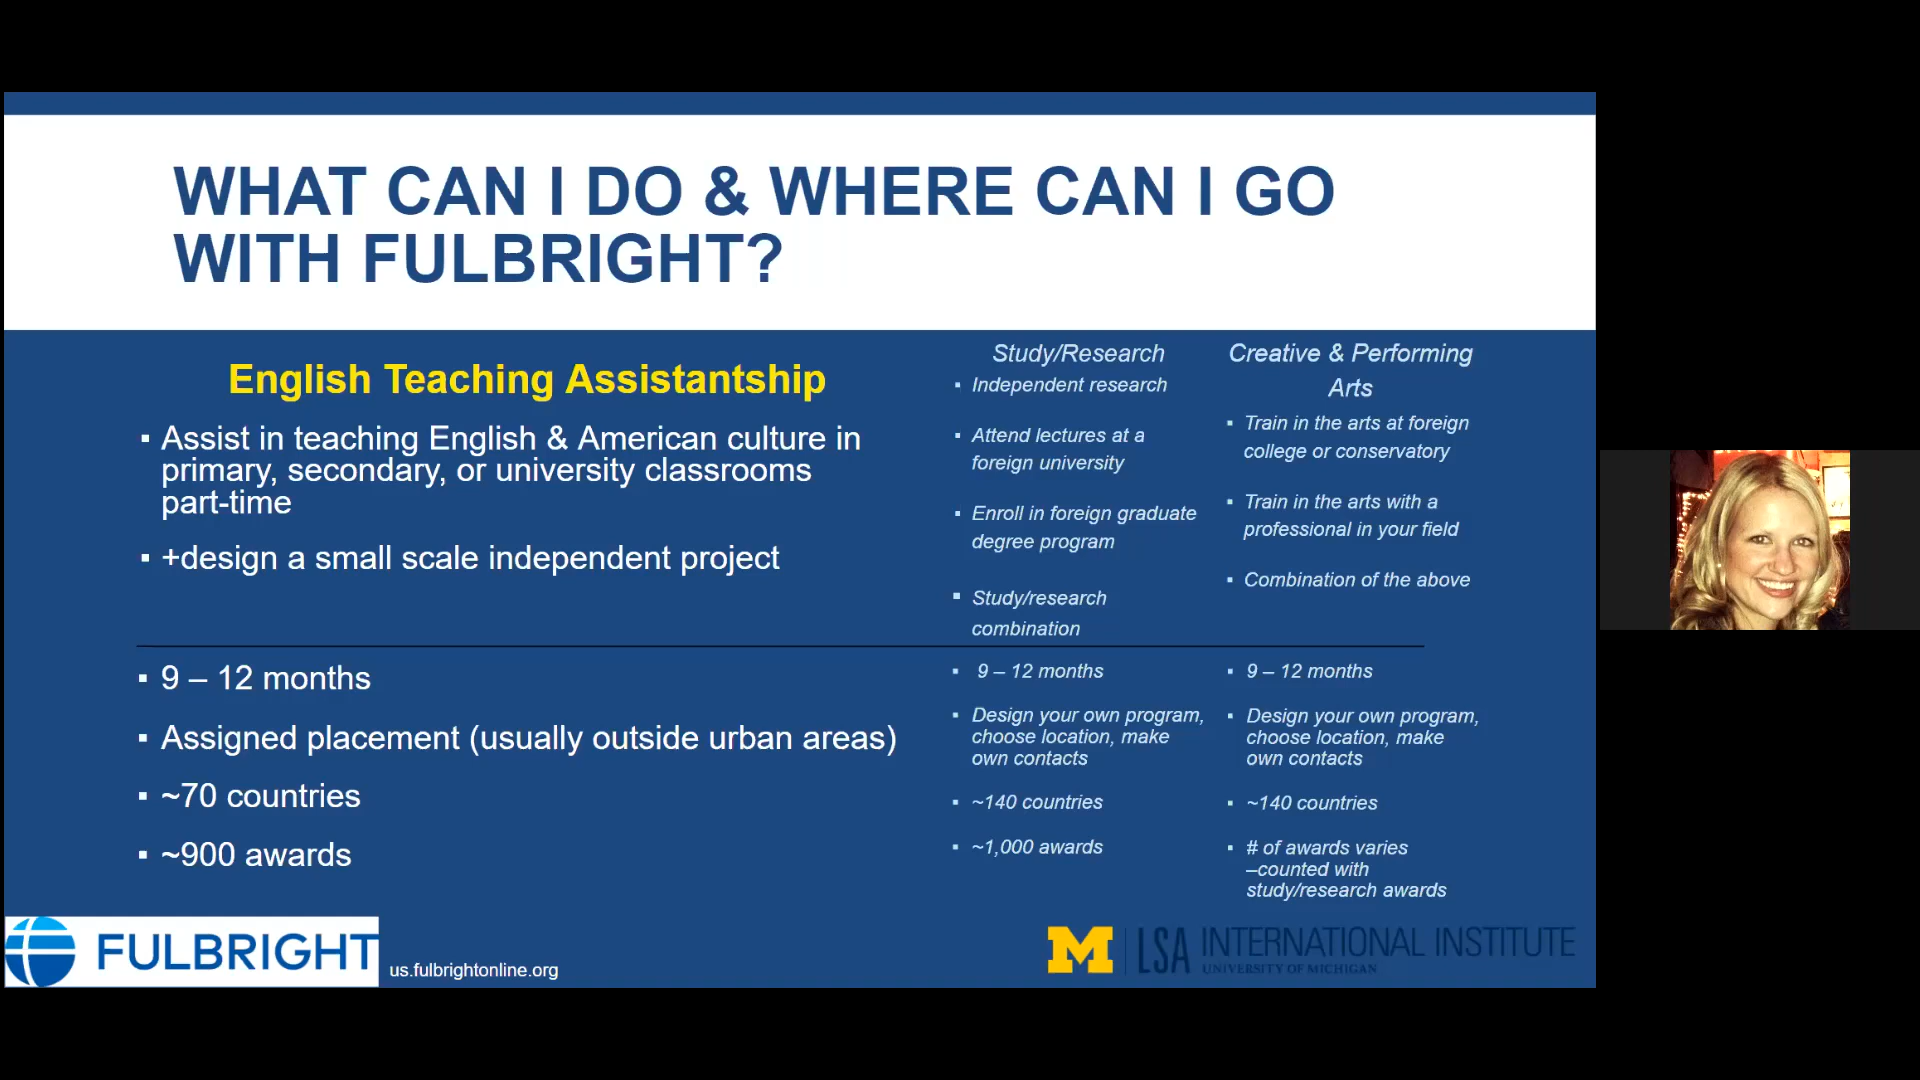 WHAT CAN I DO & WHERE CAN I GO
WITH FULBRIGHT?
English Teaching Assistantship
▪ Assist in teaching English & American culture in
primary, secondary, or university classrooms
part-time
▪ +design a small scale independent project
▪ 9 – 12 months
▪ Assigned placement (usually outside urban areas)
▪ ~70 countries
▪ ~900 awards
Study/Research
▪ Independent research
▪ Attend lectures at a
foreign university
▪ Enroll in foreign graduate
degree program
▪ Study/research
combination
▪ 9 – 12 months
▪ Design your own program,
choose location, make
own contacts
▪ ~140 countries
▪ ~1,000 awards
Creative & Performing
Arts
▪ Train in the arts at foreign
college or conservatory
▪ Train in the arts with a
professional in your field
▪ Combination of the above
▪ 9 – 12 months
▪ Design your own program,
choose location, make
own contacts
▪ ~140 countries
▪ # of awards varies
–counted with
study/research awards
FULBRIGHT
us.fulbrightonline.org
M LSA INTERNATIONAL INSTITUTE
UNIVERSITY OF MICHIGAN